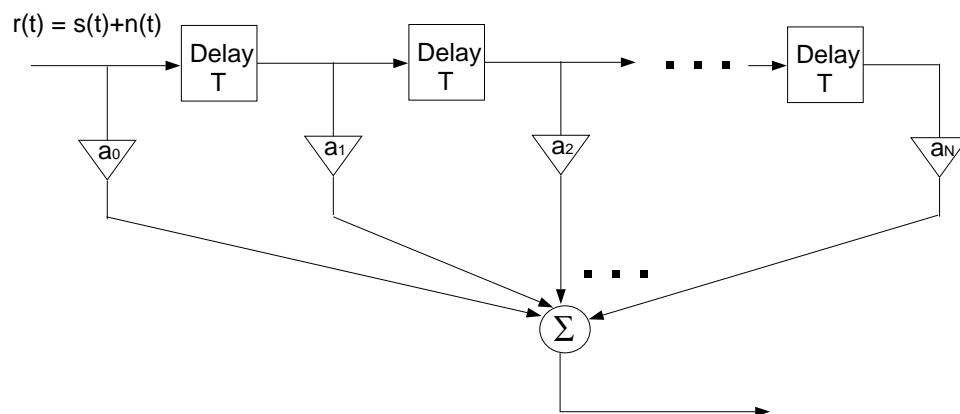 r(t) = s(t)+n(t)
Delay
T
Delay
T
Delay
T
a0
a1
a2
aN
Σ